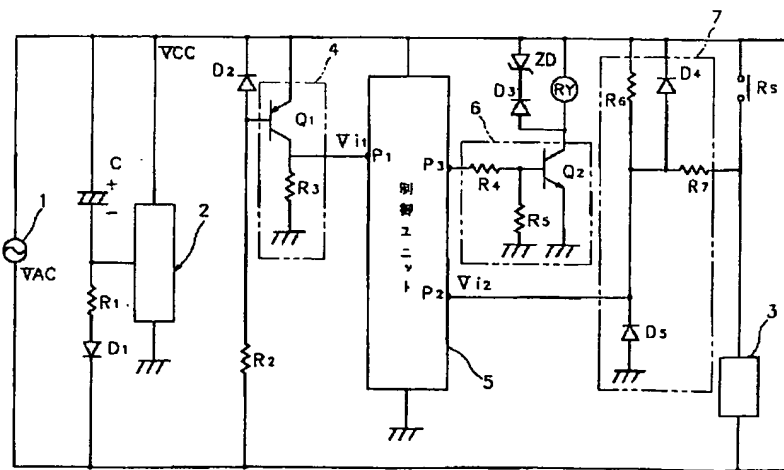 7
VCC
D2
4
ZD
D3
RY
D4
RS
R6
Q1
6
Vi1
P1
P3
R4
Q2
R7
C
+
-
1
2
R3
R5
制御ユニット
VAC
R1
P2
Vi2
3
D1
R2
5
D5